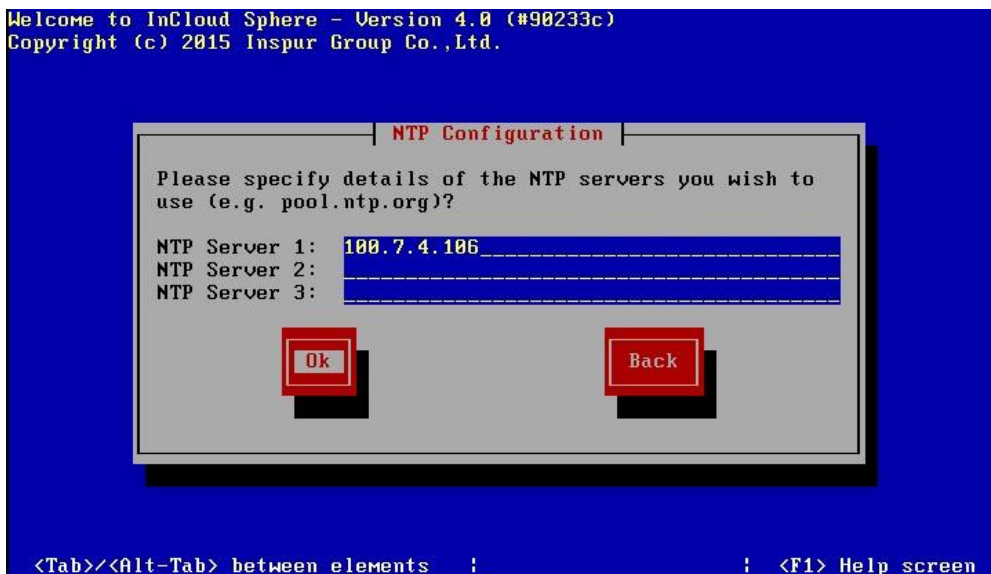 Welcome to InCloud Sphere - Version 4.0 (#90233c)
Copyright (c) 2015 Inspur Group Co.,Ltd.
NTP Configuration
Please specify details of the NTP servers you wish to
use (e.g. pool.ntp.org)?
NTP Server 1: 100.7.4.106
NTP Server 2:
NTP Server 3:
Ok Back
<Tab>/<Alt-Tab> between elements | | <F1> Help screen